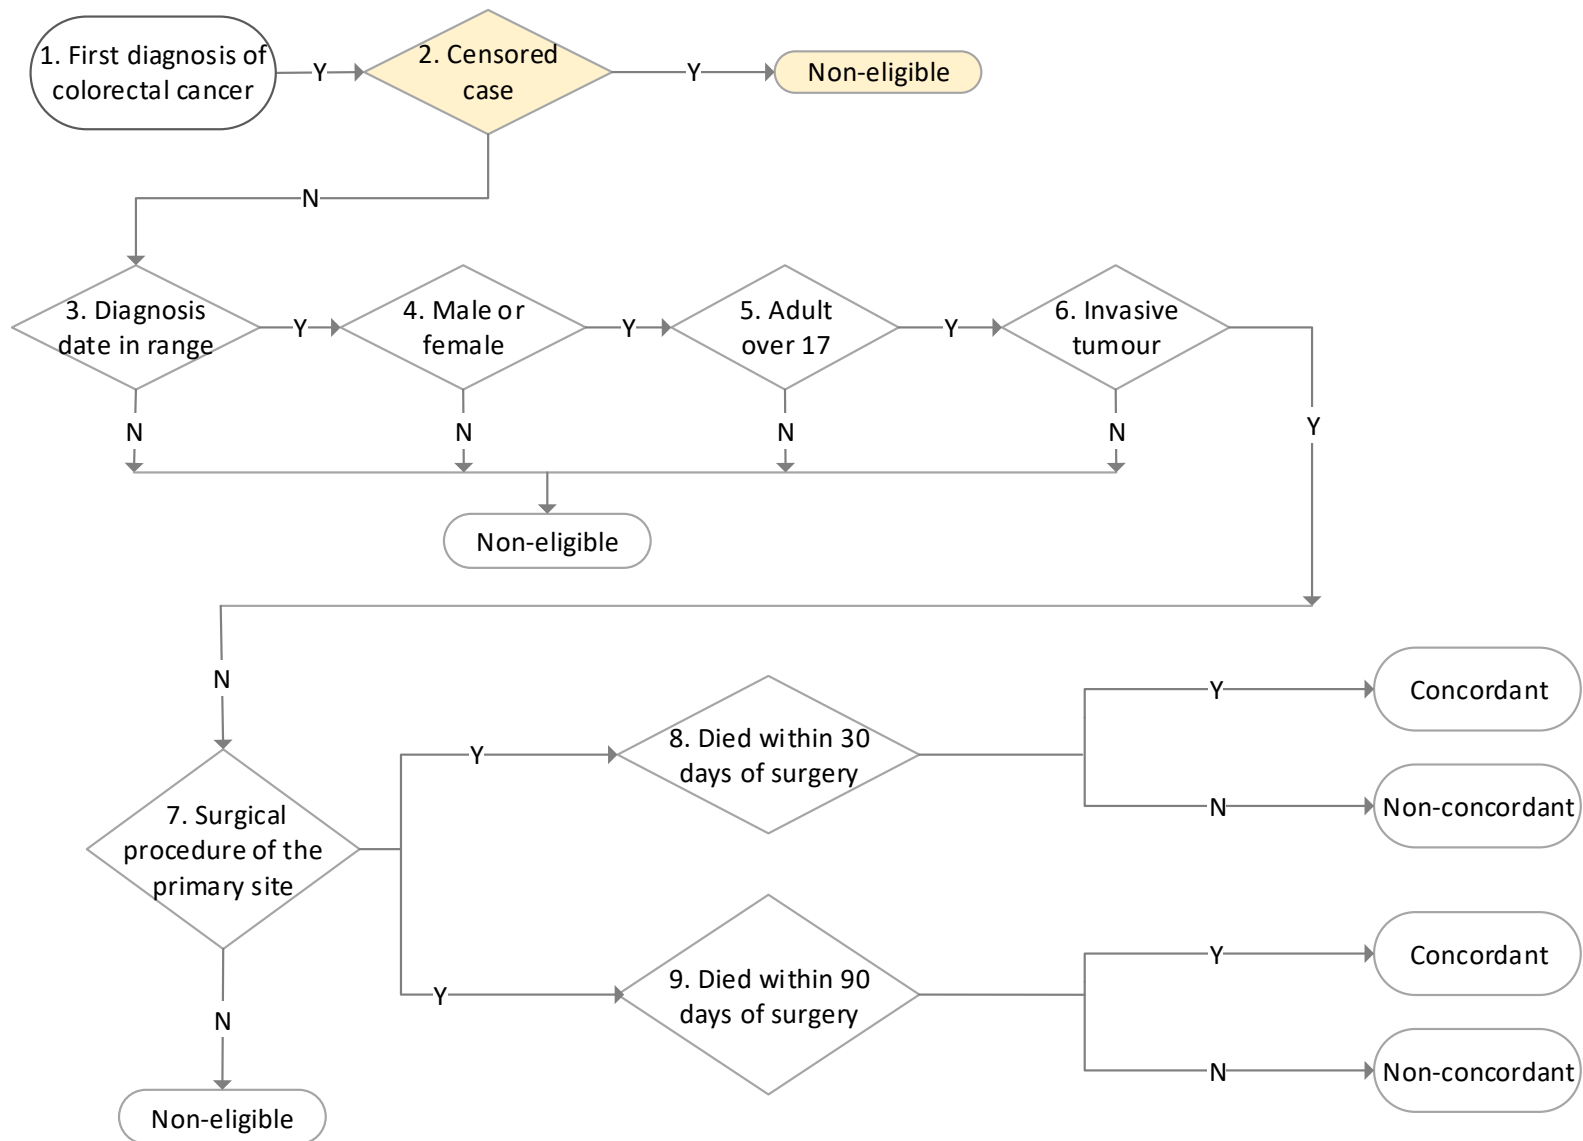 1. First diagnosis of
colorectal cancer
Y
2. Censored
case
Y
Non-eligible
N
3. Diagnosis
date in range
Y
4. Male or
female
Y
5. Adult
over 17
Y
6. Invasive
tumour
N
N
N
N
Y
Non-eligible
N
7. Surgical
procedure of the
primary site
Y
8. Died within 30
days of surgery
Y
Concordant
N
Non-concordant
Y
9. Died within 90
days of surgery
Y
Concordant
N
Non-concordant
N
Non-eligible